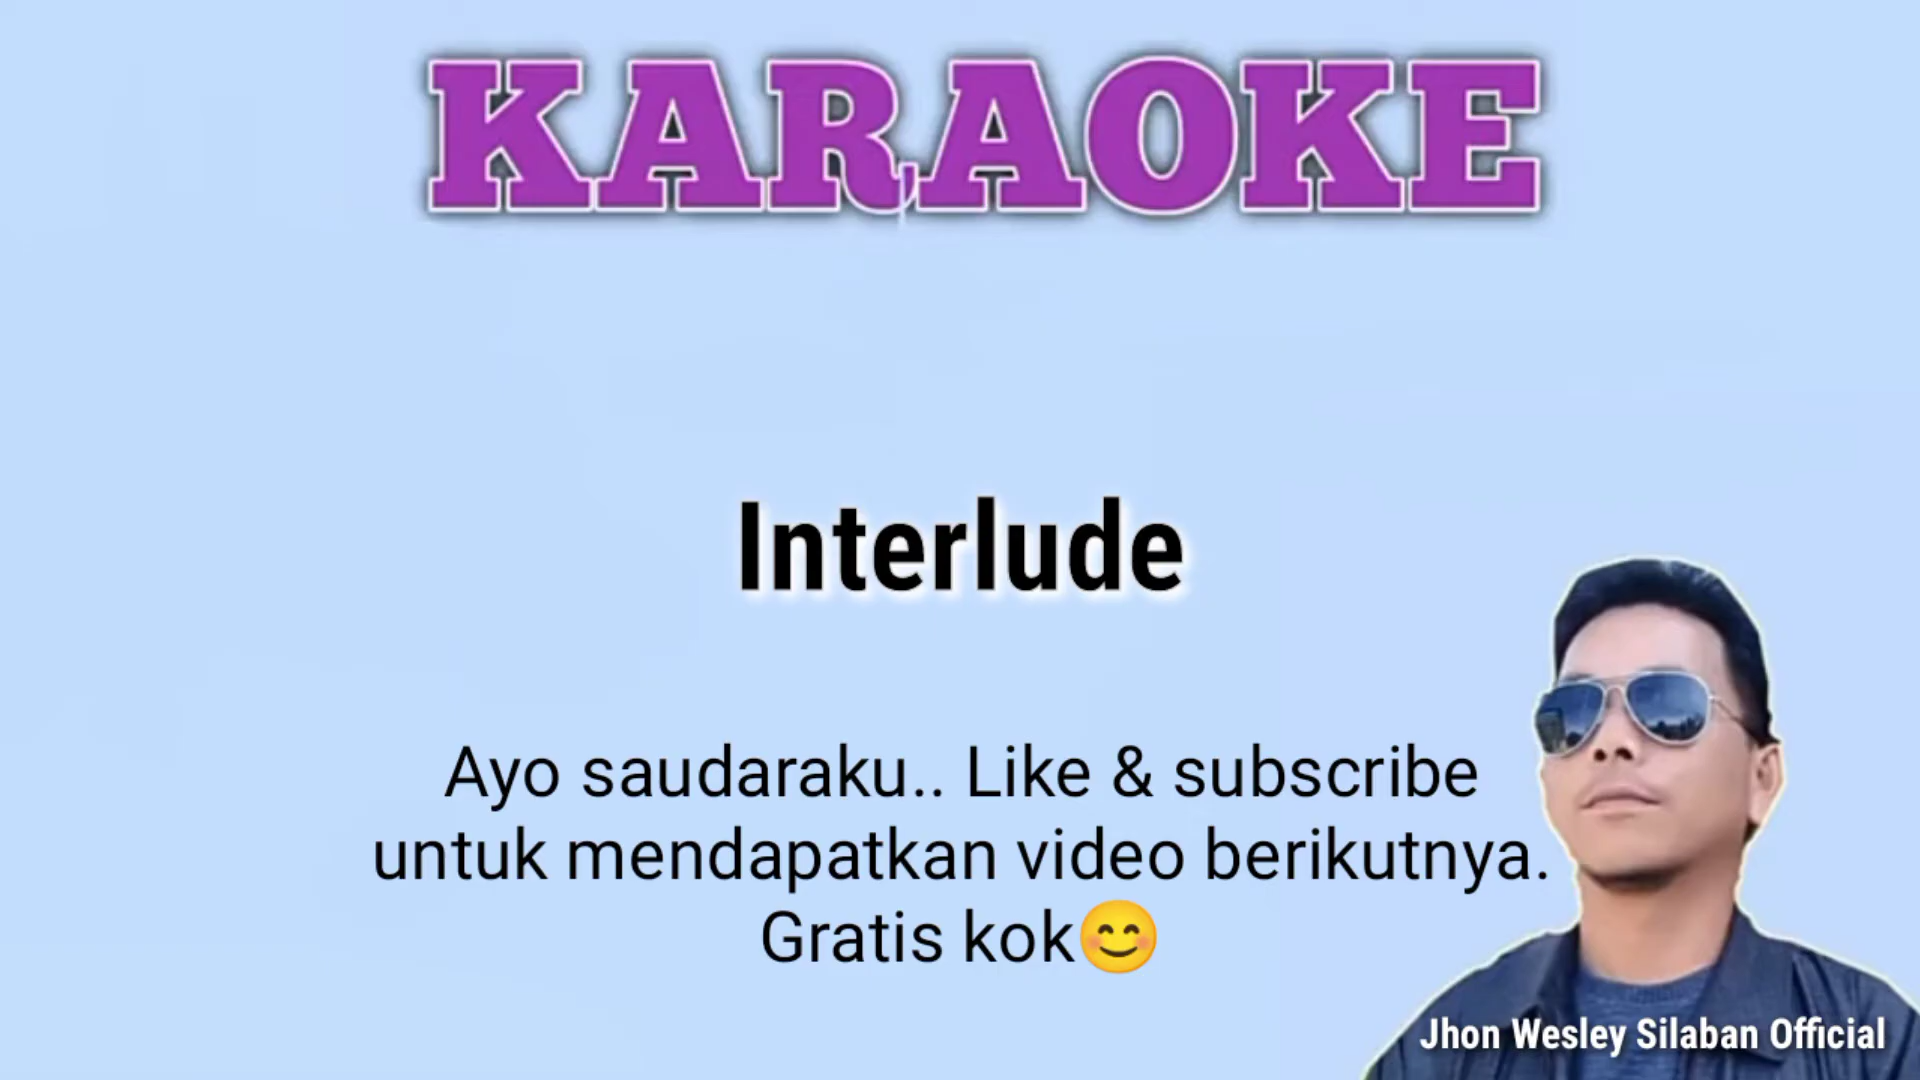 KARAOKE
Interlude
Ayo saudaraku.. Like & subscribe
untuk mendapatkan video berikutnya.
Gratis kok😊
Jhon Wesley Silaban Official